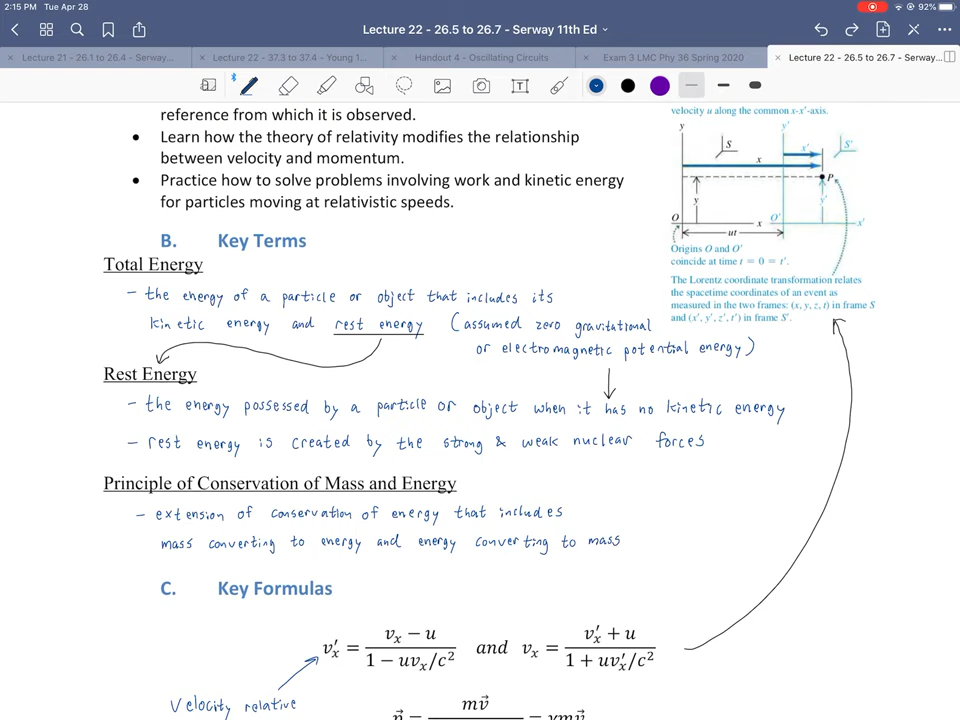 2:15 PM Tue Apr 28
92%
Lecture 22 - 26.5 to 26.7 - Serway 11th Ed
Lecture 21 - 26.1 to 26.4 - Serway...
Lecture 22 - 37.3 to 37.4 - Young 1...
Handout 4 - Oscillating Circuits
Exam 3 LMC Phy 36 Spring 2020
Lecture 22 - 26.5 to 26.7 - Serway...
reference from which it is observed.
• Learn how the theory of relativity modifies the relationship
between velocity and momentum.
• Practice how to solve problems involving work and kinetic energy
for particles moving at relativistic speeds.
velocity u along the common x-x′-axis.
y
y′
S
S′
x′
x
P
y
y′
O
O′
x
x′
ut
Origins O and O′
coincide at time t = 0 = t′.
The Lorentz coordinate transformation relates
the spacetime coordinates of an event as
measured in the two frames: (x, y, z, t) in frame S
and (x′, y′, z′, t′) in frame S′.
B. Key Terms
Total Energy
- the energy of a particle or object that includes its
kinetic energy and rest energy (assumed zero gravitational
or electromagnetic potential energy)
Rest Energy
- the energy possessed by a particle or object when it has no kinetic energy
- rest energy is created by the strong & weak nuclear forces
Principle of Conservation of Mass and Energy
- extension of conservation of energy that includes
mass converting to energy and energy converting to mass
C. Key Formulas
v′ₓ = (vₓ − u)/(1 − uvₓ/c²) and vₓ = (v′ₓ + u)/(1 + uv′ₓ/c²)
Velocity relative
p⃗ = mv⃗ = γmv⃗